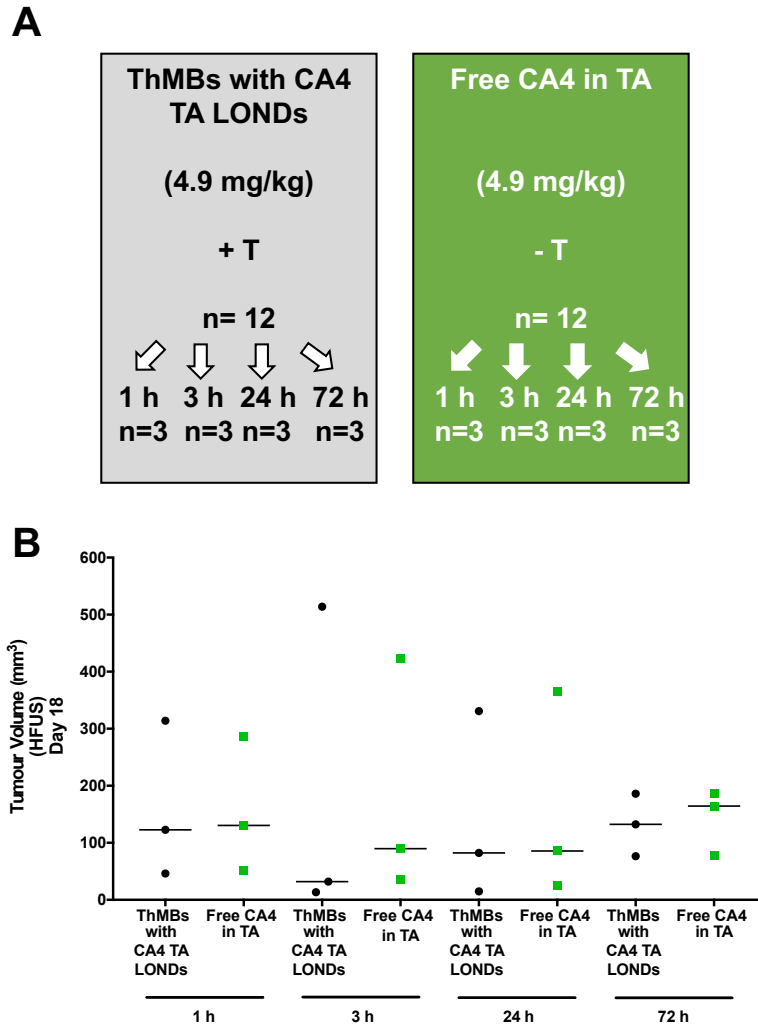 A
ThMBs with CA4
TA LONDs
(4.9 mg/kg)
+ T
n= 12
1 h 3 h 24 h 72 h
n=3 n=3 n=3 n=3
Free CA4 in TA
(4.9 mg/kg)
- T
n= 12
1 h 3 h 24 h 72 h
n=3 n=3 n=3 n=3
B
Tumour Volume (mm³)
(HFUS)
Day 18
600
500
400
300
200
100
0
ThMBs
with
CA4 TA
LONDs
Free CA4
in TA
ThMBs
with
CA4 TA
LONDs
Free CA4
in TA
ThMBs
with
CA4 TA
LONDs
Free CA4
in TA
ThMBs
with
CA4 TA
LONDs
Free CA4
in TA
1 h
3 h
24 h
72 h